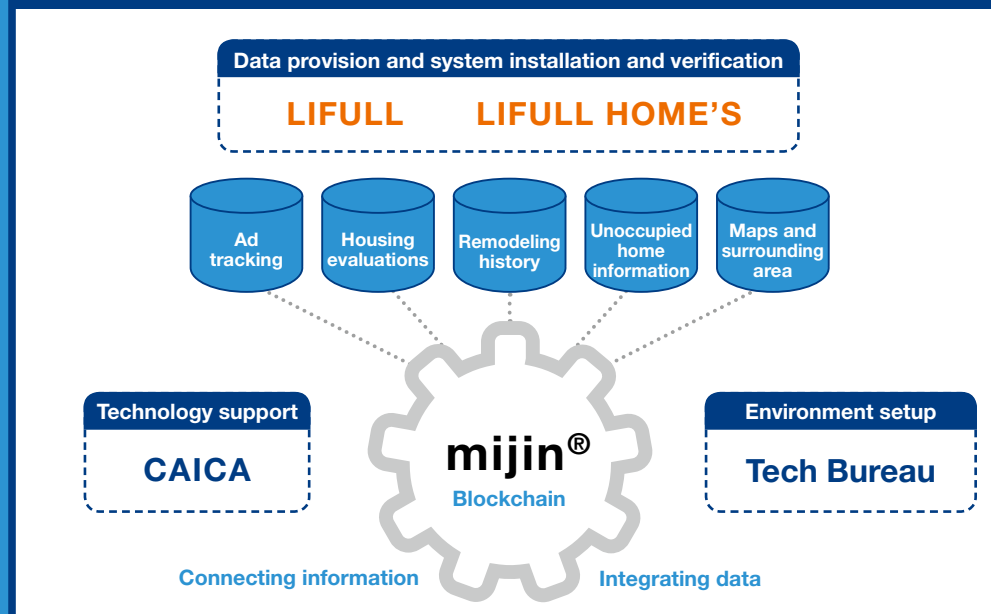 Data provision and system installation and verification
LIFULL
LIFULL HOME'S
Ad
tracking
Housing
evaluations
Remodeling
history
Unoccupied
home
information
Maps and
surrounding
area
Technology support
CAICA
mijin®
Blockchain
Environment setup
Tech Bureau
Connecting information
Integrating data